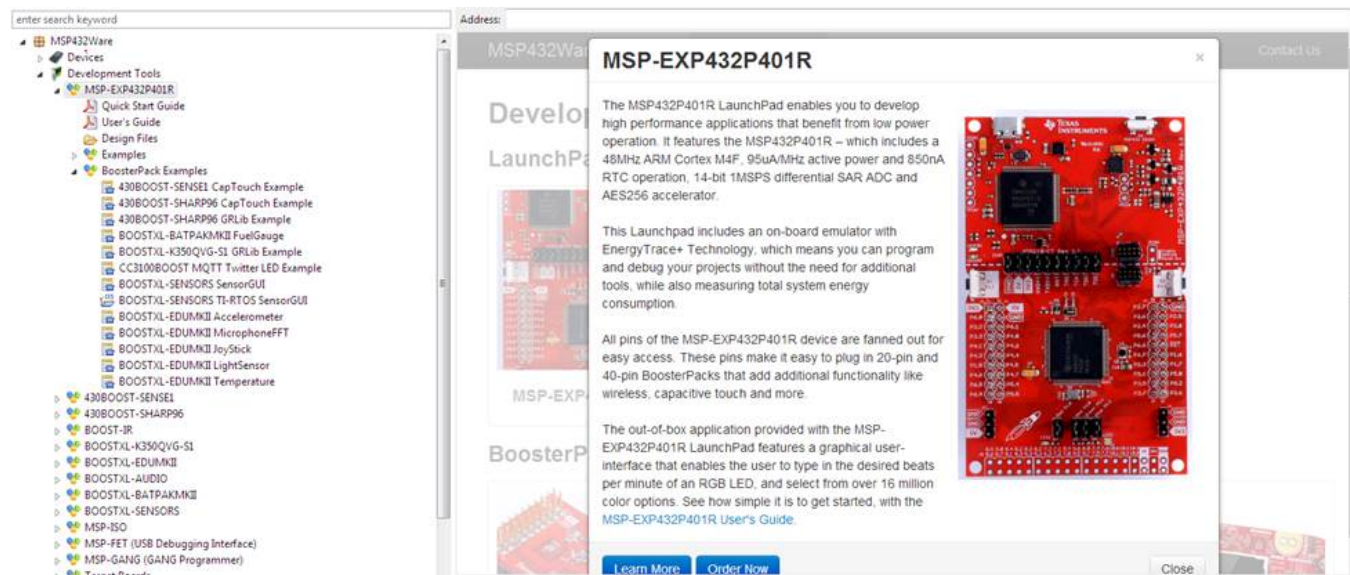 enter search keyword
Address:
MSP432Ware
Devices
Development Tools
MSP-EXP432P401R
Quick Start Guide
User's Guide
Design Files
Examples
BoosterPack Examples
430BOOST-SENSE1 CapTouch Example
430BOOST-SHARP96 CapTouch Example
430BOOST-SHARP96 GRLib Example
BOOSTXL-BATPAKMKII FuelGauge
BOOSTXL-K350QVG-S1 GRLib Example
CC3100BOOST MQTT Twitter LED Example
BOOSTXL-SENSORS SensorGUI
BOOSTXL-SENSORS TI-RTOS SensorGUI
BOOSTXL-EDUMKII Accelerometer
BOOSTXL-EDUMKII MicrophoneFFT
BOOSTXL-EDUMKII JoyStick
BOOSTXL-EDUMKII LightSensor
BOOSTXL-EDUMKII Temperature
430BOOST-SENSE1
430BOOST-SHARP96
BOOST-IR
BOOSTXL-K350QVG-S1
BOOSTXL-EDUMKII
BOOSTXL-AUDIO
BOOSTXL-BATPAKMKII
BOOSTXL-SENSORS
MSP-ISO
MSP-FET (USB Debugging Interface)
MSP-GANG (GANG Programmer)
Target Boards
MSP432War
Contact Us
Develop
LaunchPa
MSP-EXP4
BoosterP
MSP-EXP432P401R
×
The MSP432P401R LaunchPad enables you to develop
high performance applications that benefit from low power
operation. It features the MSP432P401R – which includes a
48MHz ARM Cortex M4F, 95uA/MHz active power and 850nA
RTC operation, 14-bit 1MSPS differential SAR ADC and
AES256 accelerator.
This Launchpad includes an on-board emulator with
EnergyTrace+ Technology, which means you can program
and debug your projects without the need for additional
tools, while also measuring total system energy
consumption.
All pins of the MSP-EXP432P401R device are fanned out for
easy access. These pins make it easy to plug in 20-pin and
40-pin BoosterPacks that add additional functionality like
wireless, capacitive touch and more.
The out-of-box application provided with the MSP-
EXP432P401R LaunchPad features a graphical user-
interface that enables the user to type in the desired beats
per minute of an RGB LED, and select from over 16 million
color options. See how simple it is to get started, with the
MSP-EXP432P401R User's Guide.
TEXAS
INSTRUMENTS
MSP-EXP432P401R
Learn More
Order Now
Close